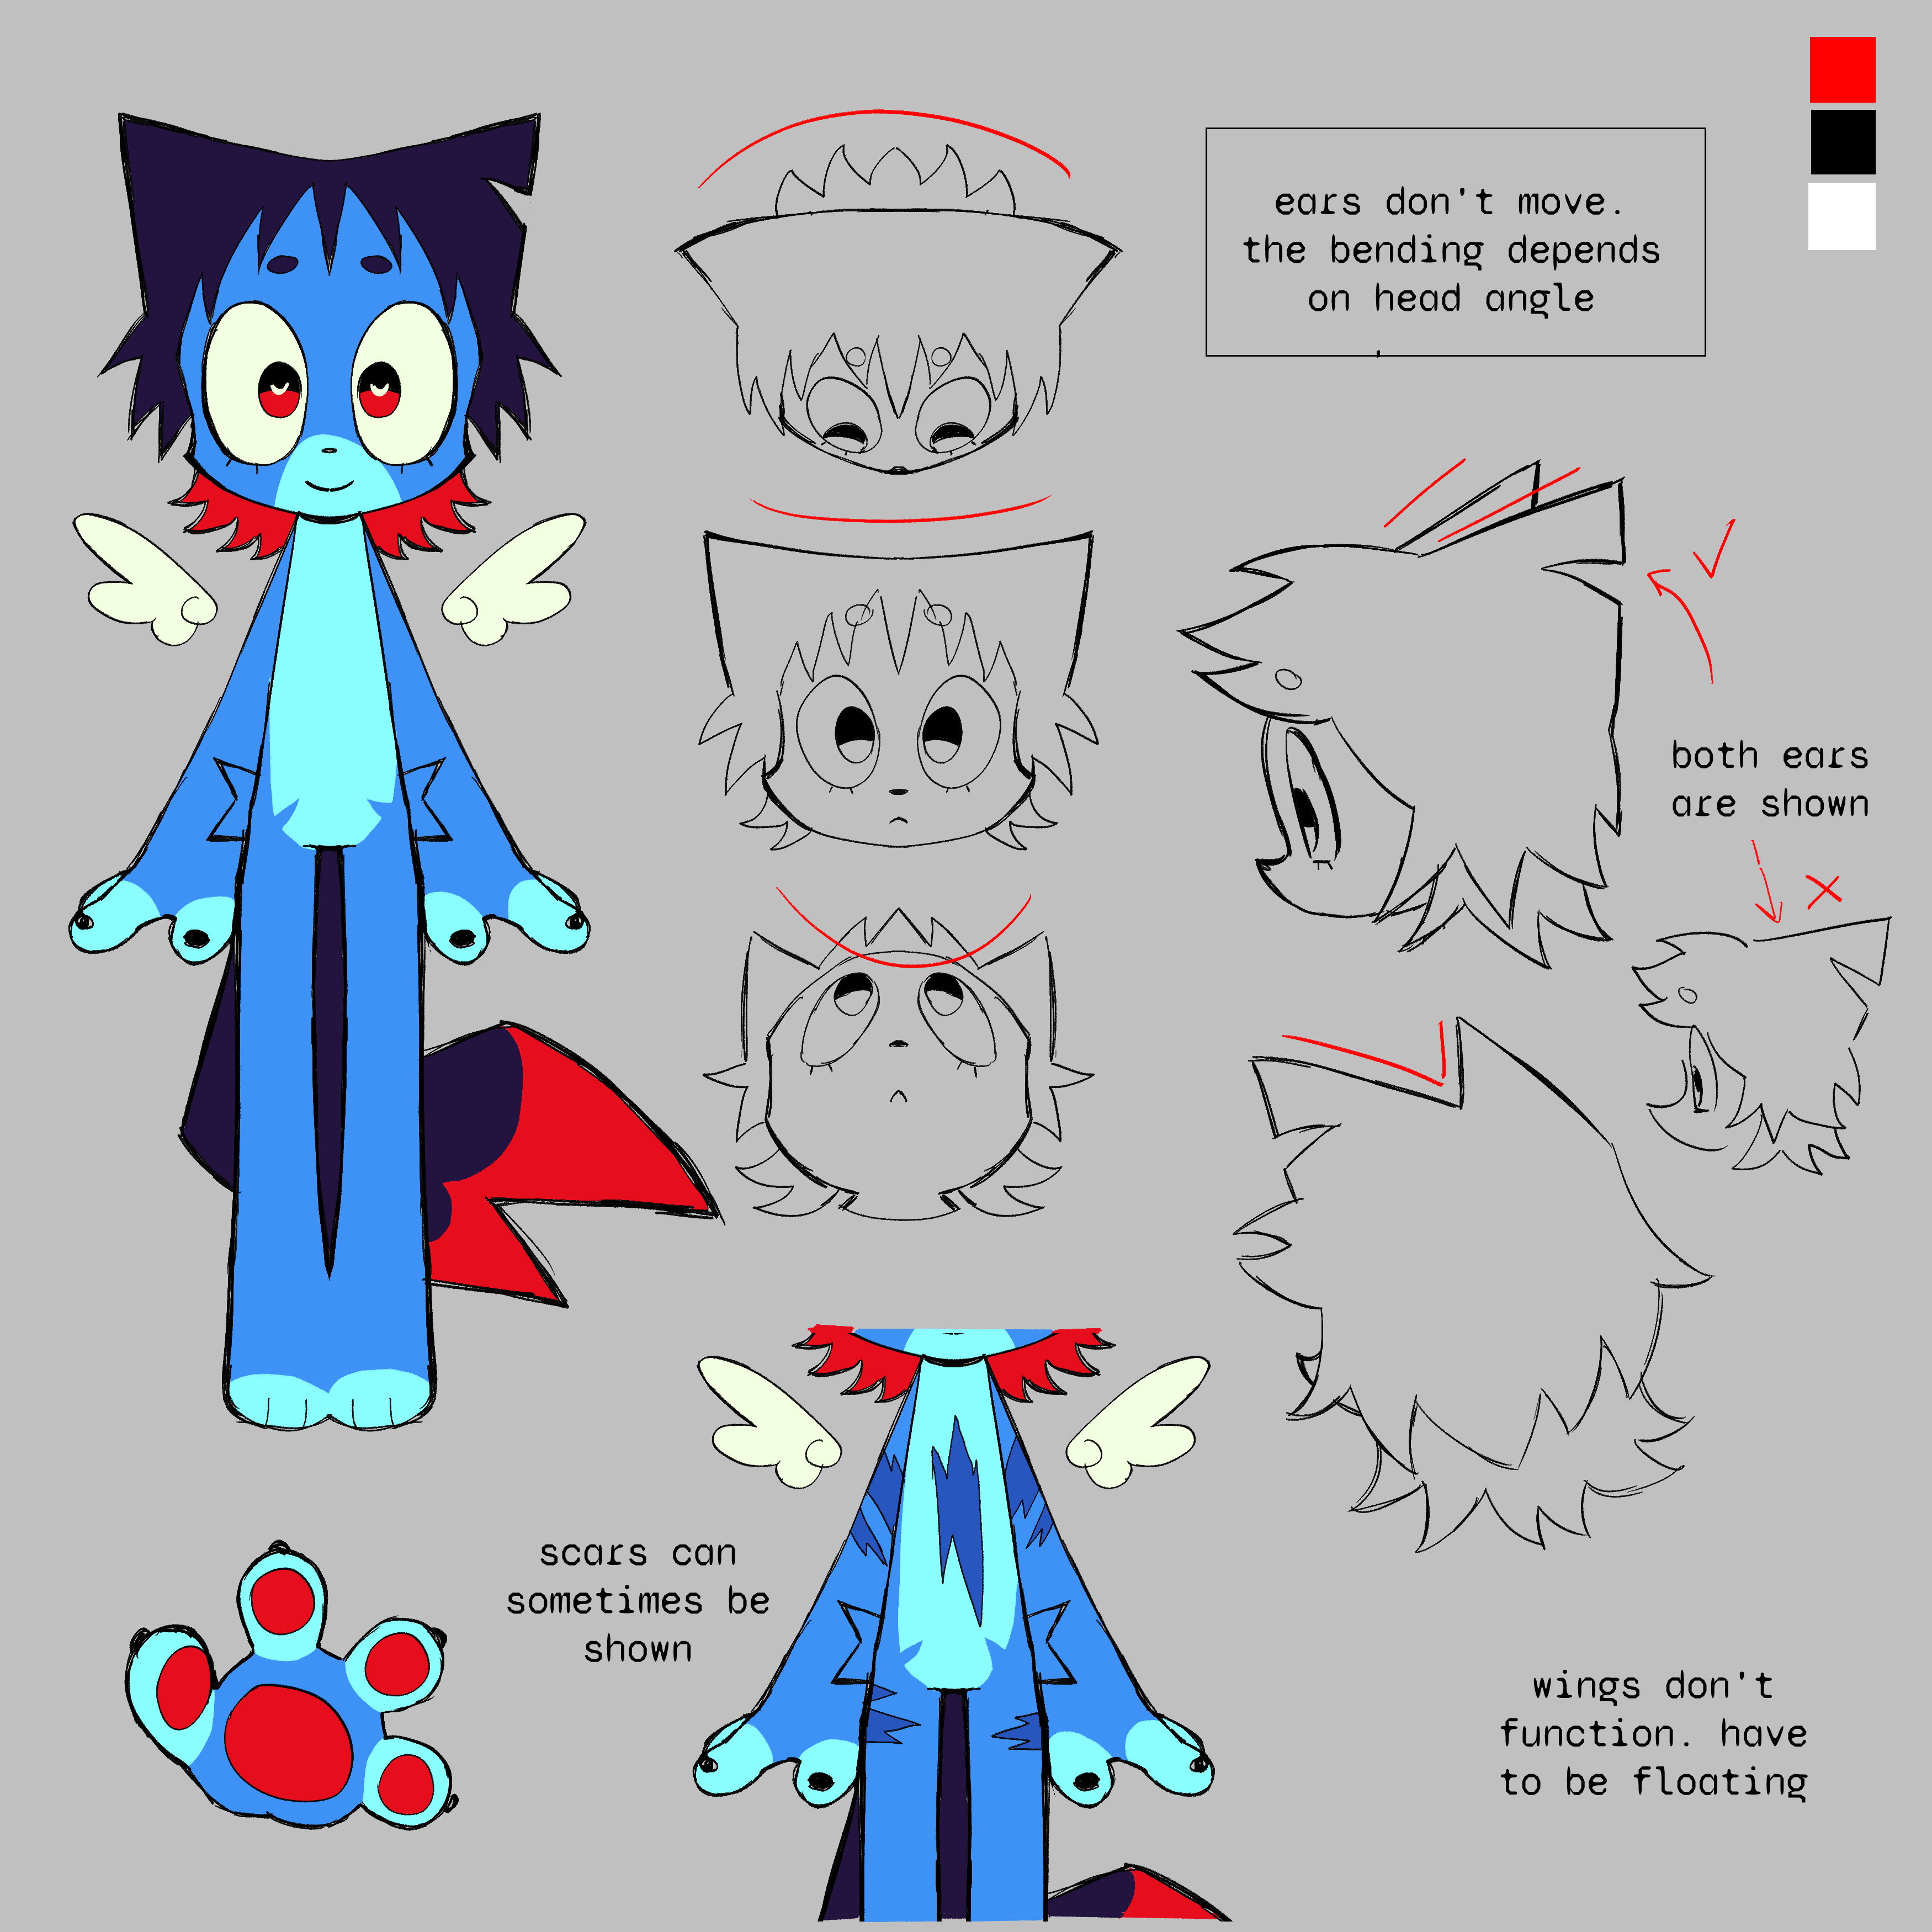 ears don't move.
the bending depends
on head angle
both ears
are shown
scars can
sometimes be
shown
wings don't
function. have
to be floating